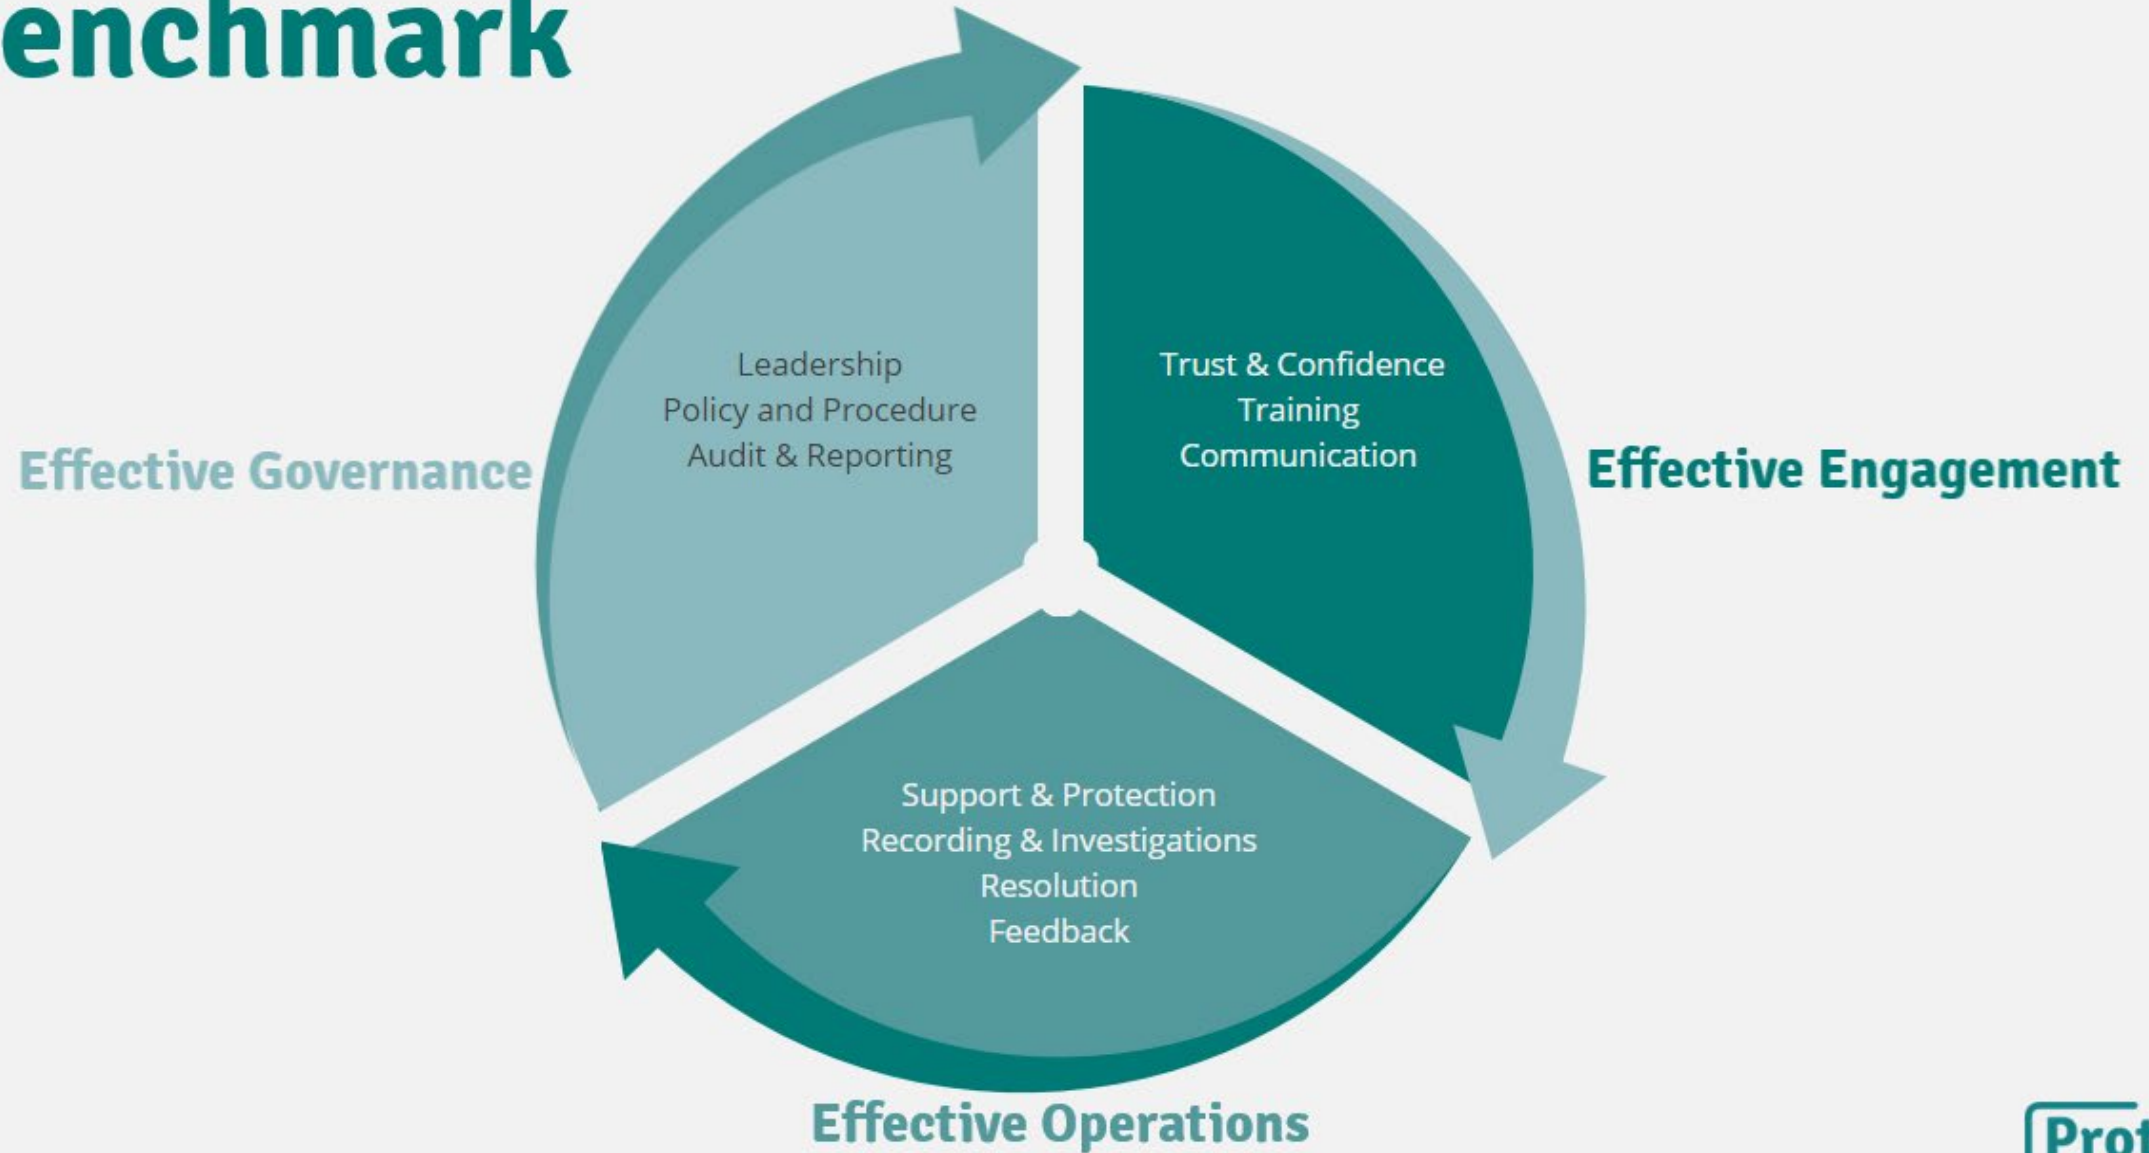 enchmark
Leadership
Policy and Procedure
Audit & Reporting
Trust & Confidence
Training
Communication
Effective Governance
Effective Engagement
Support & Protection
Recording & Investigations
Resolution
Feedback
Effective Operations
Prot